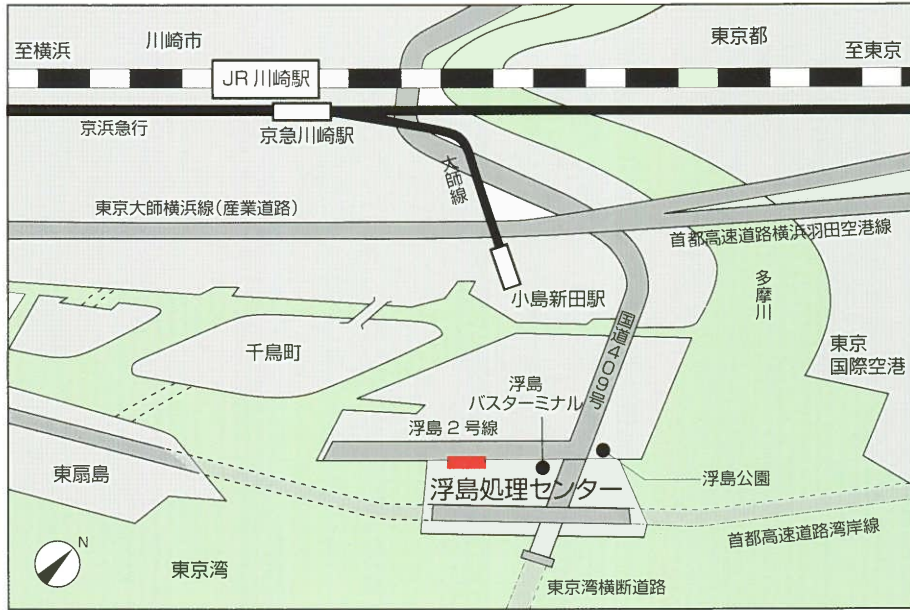 至横浜
川崎市
東京都
至東京
JR川崎駅
京浜急行
京急川崎駅
大師線
東京大師横浜線(産業道路)
首都高速道路横浜羽田空港線
小島新田駅
多摩川
千鳥町
国道409号
東京
国際空港
浮島
バスターミナル
浮島2号線
東扇島
浮島処理センター
浮島公園
首都高速道路湾岸線
N
東京湾
東京湾横断道路